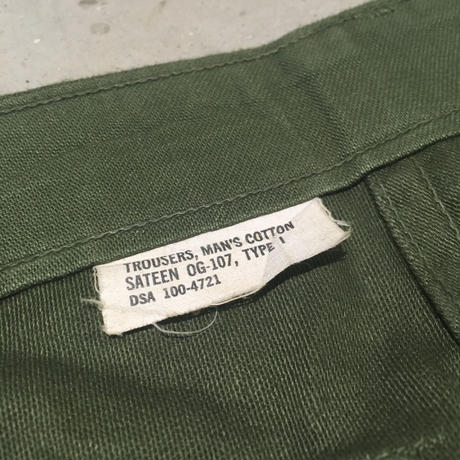 TROUSERS, MAN'S COTTON
SATEEN OG-107, TYPE I
DSA 100-4721